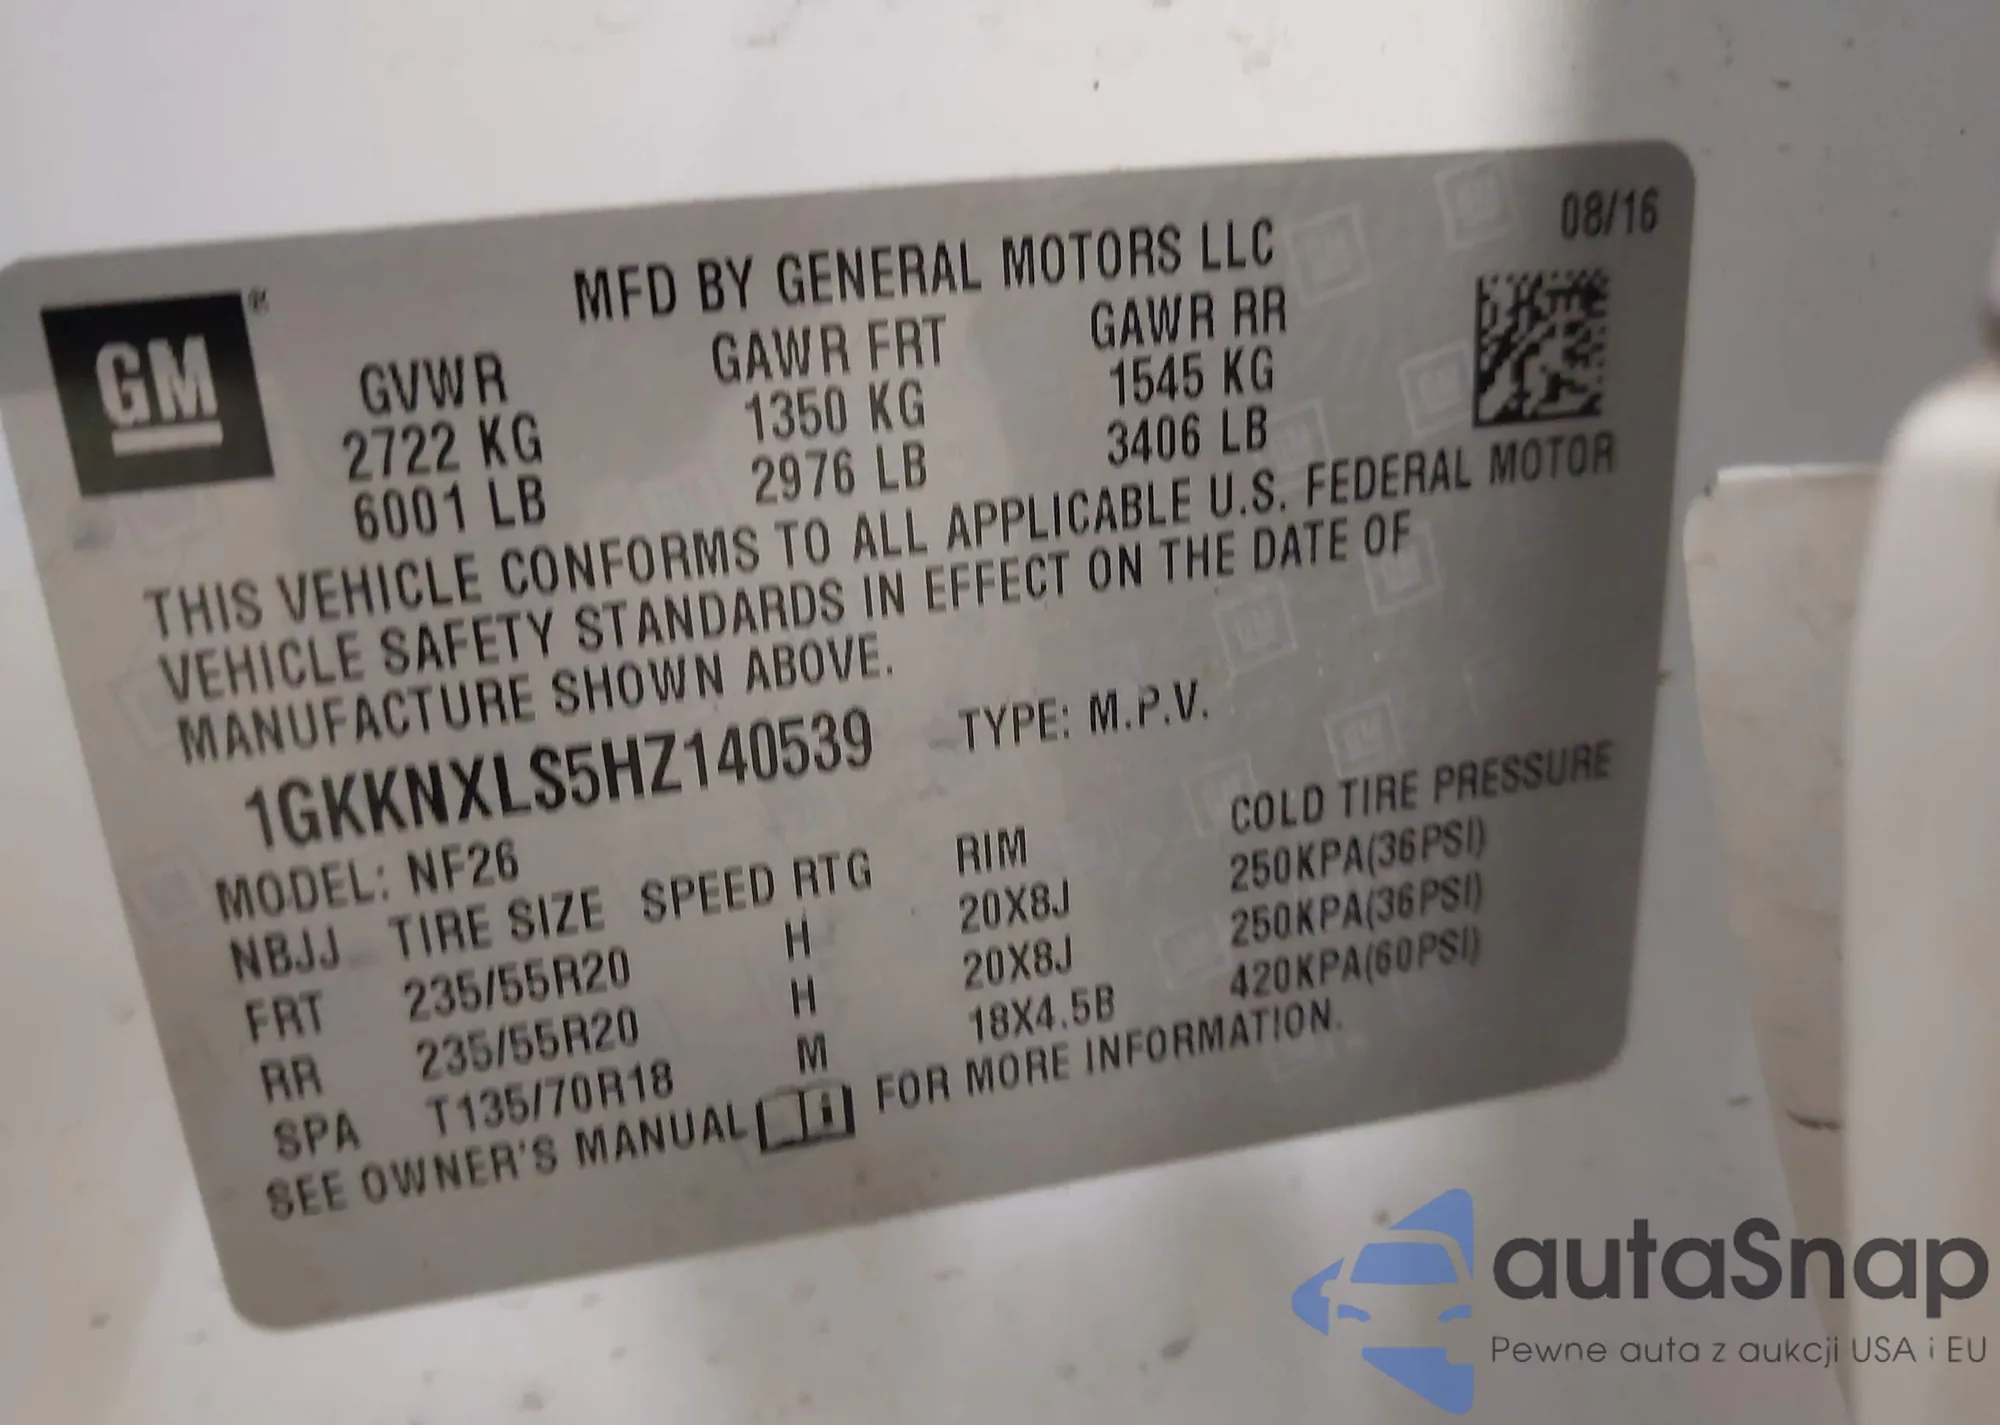 08/16
MFD BY GENERAL MOTORS LLC
GM®
GVWR GAWR FRT GAWR RR
2722 KG 1350 KG 1545 KG
6001 LB 2976 LB 3406 LB
THIS VEHICLE CONFORMS TO ALL APPLICABLE U.S. FEDERAL MOTOR
VEHICLE SAFETY STANDARDS IN EFFECT ON THE DATE OF
MANUFACTURE SHOWN ABOVE.
1GKKNXLS5HZ140539 TYPE: M.P.V.
MODEL: NF26
NBJJ TIRE SIZE SPEED RTG RIM COLD TIRE PRESSURE
FRT 235/55R20 H 20X8J 250KPA(36PSI)
RR 235/55R20 H 20X8J 250KPA(36PSI)
SPA T135/70R18 M 18X4.5B 420KPA(60PSI)
SEE OWNER'S MANUAL FOR MORE INFORMATION.
autaSnap
Pewne auta z aukcji USA i EU